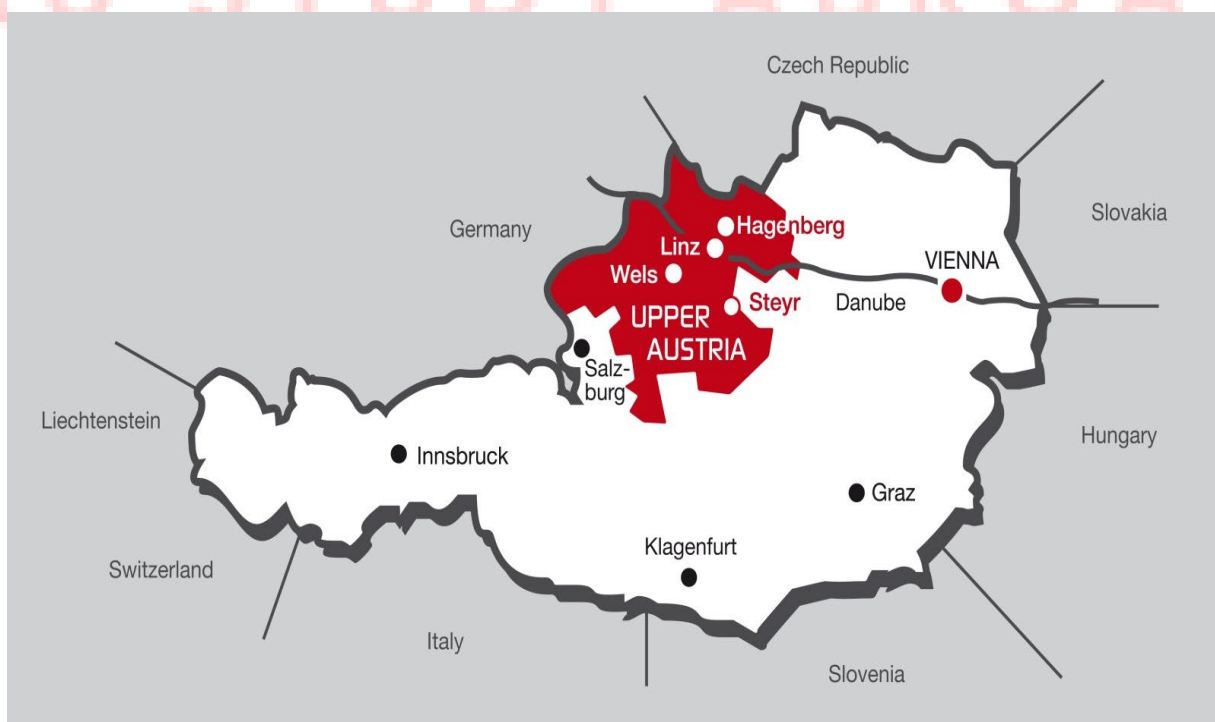 Czech Republic
Slovakia
Germany
Hagenberg
Linz
VIENNA
Wels
Danube
Steyr
UPPER
AUSTRIA
Salz-
burg
Liechtenstein
Hungary
Innsbruck
Graz
Klagenfurt
Switzerland
Italy
Slovenia